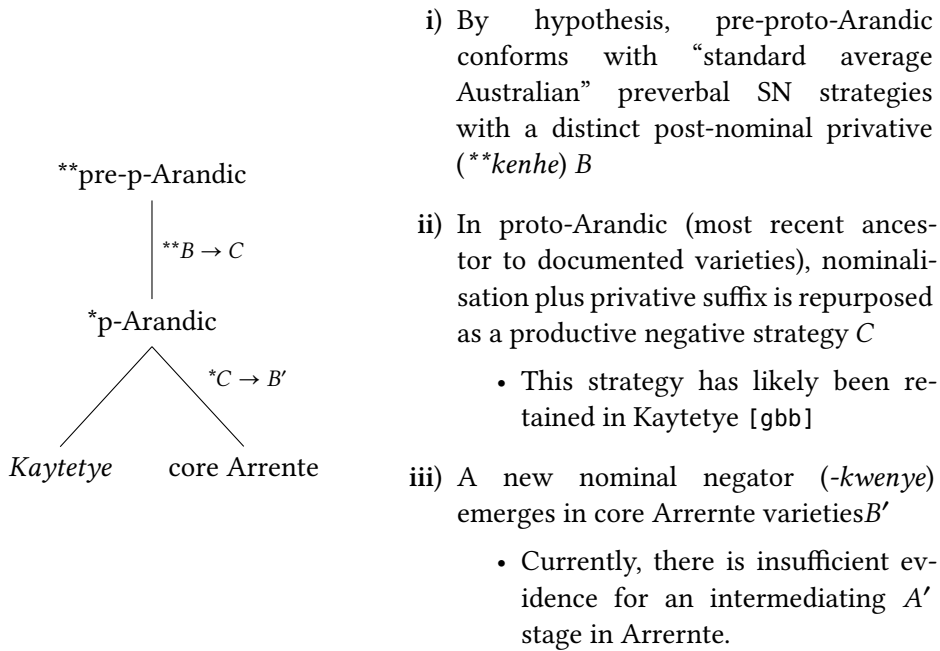 **pre-p-Arandic
**B → C
*p-Arandic
*C → B′
Kaytetye core Arrente
i) By hypothesis, pre-proto-Arandic
conforms with “standard average
Australian” preverbal SN strategies
with a distinct post-nominal privative
(**kenhe) B
ii) In proto-Arandic (most recent ances-
tor to documented varieties), nominali-
sation plus privative suffix is repurposed
as a productive negative strategy C
• This strategy has likely been re-
tained in Kaytetye [gbb]
iii) A new nominal negator (-kwenye)
emerges in core Arrernte varietiesB′
• Currently, there is insufficient ev-
idence for an intermediating A′
stage in Arrernte.